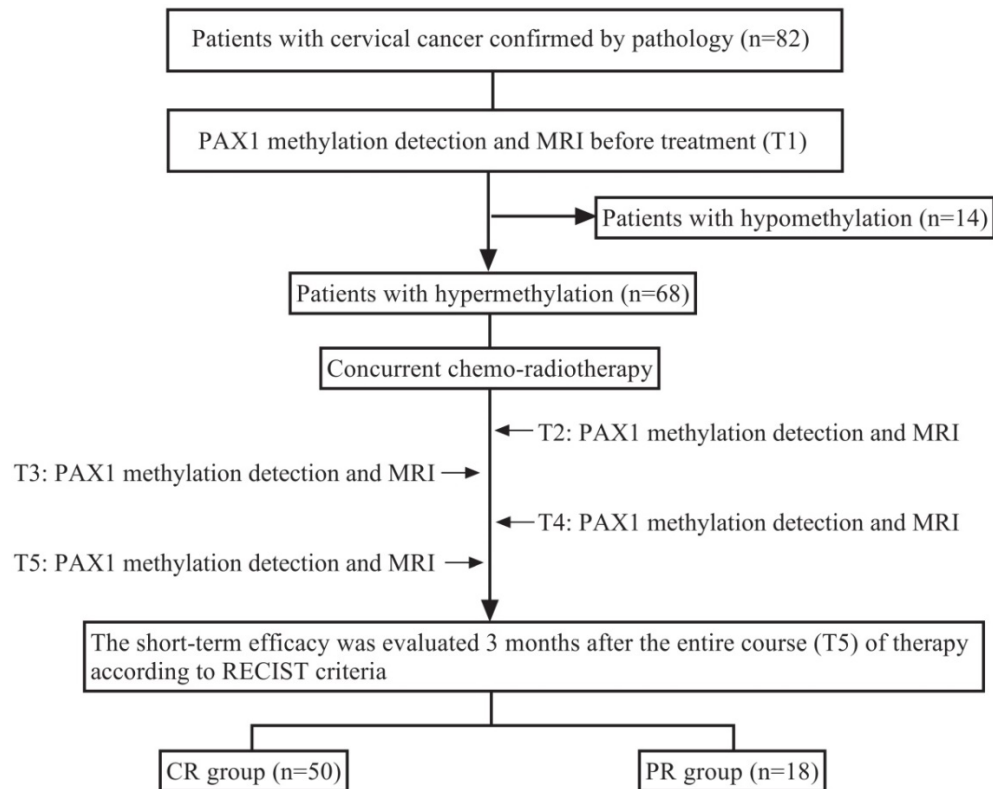 Patients with cervical cancer confirmed by pathology (n=82)
PAX1 methylation detection and MRI before treatment (T1)
Patients with hypomethylation (n=14)
Patients with hypermethylation (n=68)
Concurrent chemo-radiotherapy
T2: PAX1 methylation detection and MRI
T3: PAX1 methylation detection and MRI
T4: PAX1 methylation detection and MRI
T5: PAX1 methylation detection and MRI
The short-term efficacy was evaluated 3 months after the entire course (T5) of therapy
according to RECIST criteria
CR group (n=50)
PR group (n=18)